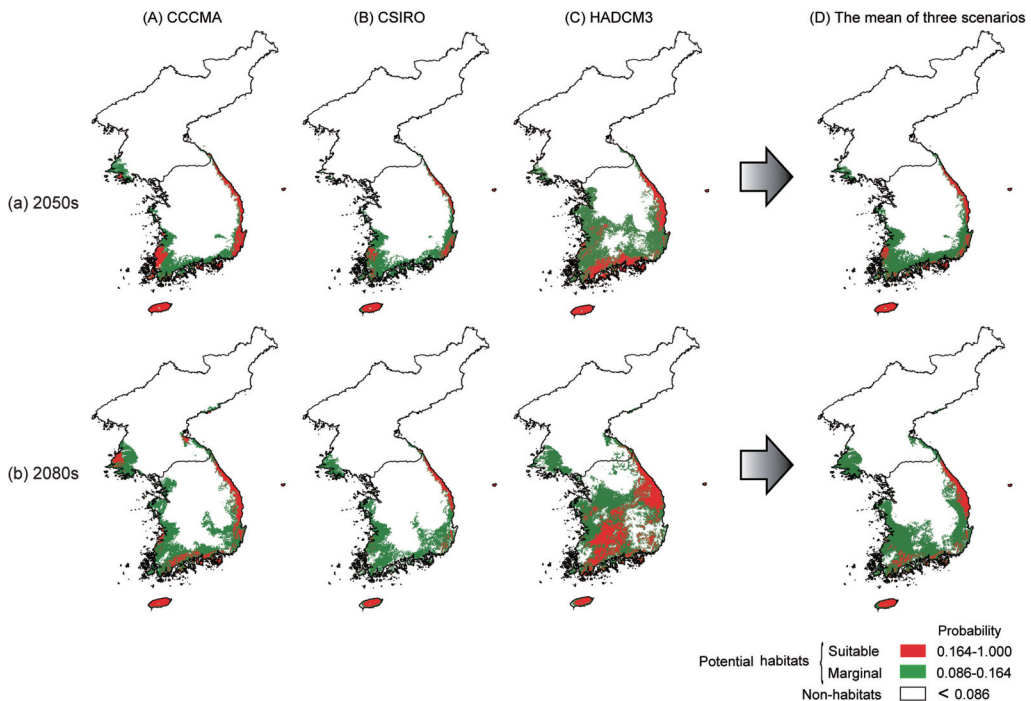 (A) CCCMA
(B) CSIRO
(C) HADCM3
(D) The mean of three scenarios
(a) 2050s
(b) 2080s
Probability
Potential habitats
Suitable 0.164-1.000
Marginal 0.086-0.164
Non-habitats < 0.086